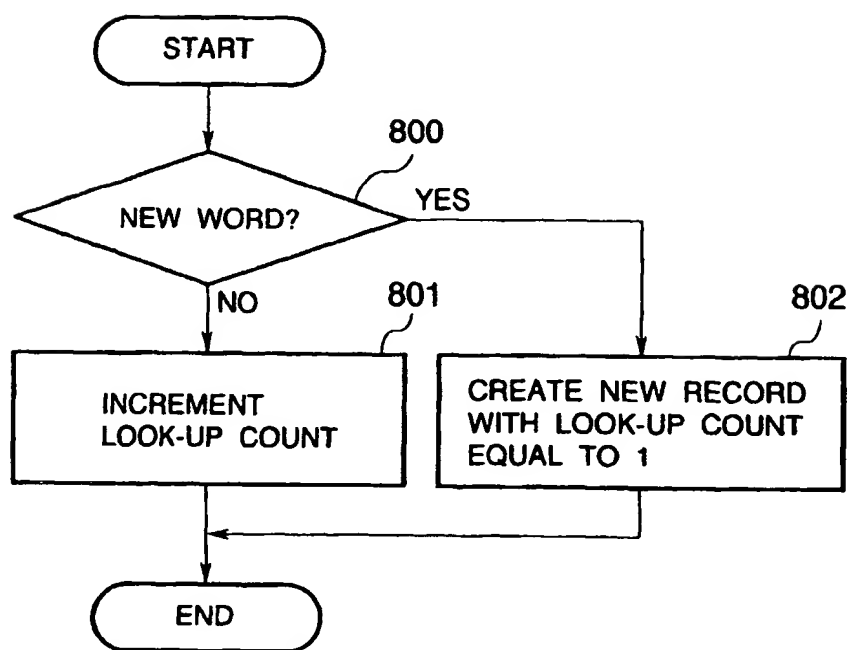 START
800
NEW WORD?
YES
NO
801
INCREMENT
LOOK-UP COUNT
802
CREATE NEW RECORD
WITH LOOK-UP COUNT
EQUAL TO 1
END